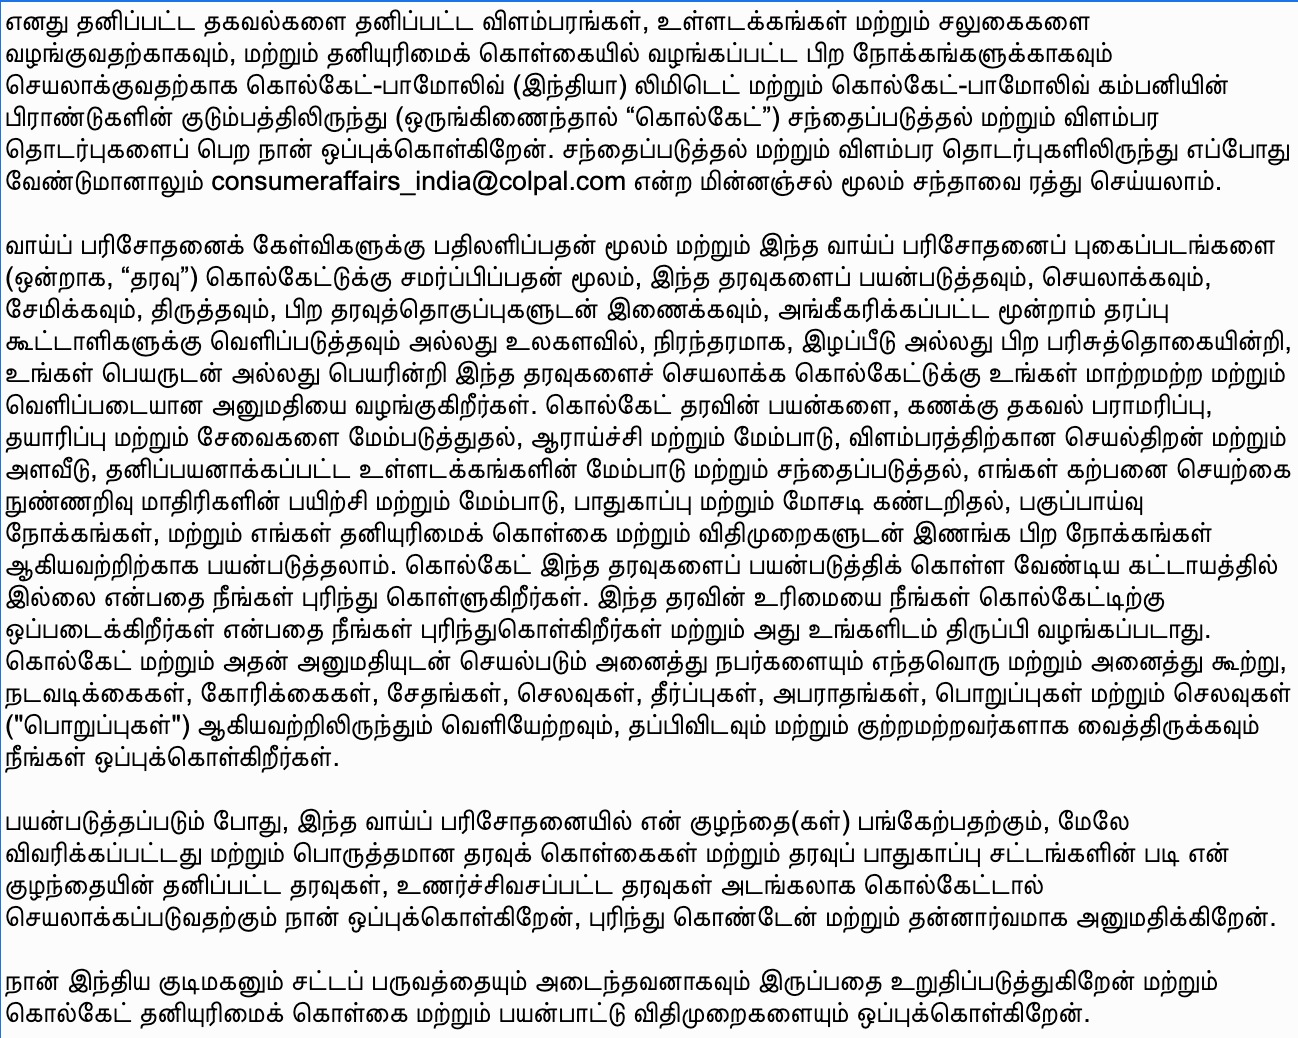 எனது தனிப்பட்ட தகவல்களை தனிப்பட்ட விளம்பரங்கள், உள்ளடக்கங்கள் மற்றும் சலுகைகளை
வழங்குவதற்காகவும், மற்றும் தனியுரிமைக் கொள்கையில் வழங்கப்பட்ட பிற நோக்கங்களுக்காகவும்
செயலாக்குவதற்காக கொல்கேட்-பாமோலிவ் (இந்தியா) லிமிடெட் மற்றும் கொல்கேட்-பாமோலிவ் கம்பனியின்
பிராண்டுகளின் குடும்பத்திலிருந்து (ஒருங்கிணைந்தால் “கொல்கேட்”) சந்தைப்படுத்தல் மற்றும் விளம்பர
தொடர்புகளைப் பெற நான் ஒப்புக்கொள்கிறேன். சந்தைப்படுத்தல் மற்றும் விளம்பர தொடர்புகளிலிருந்து எப்போது
வேண்டுமானாலும் consumeraffairs_india@colpal.com என்ற மின்னஞ்சல் மூலம் சந்தாவை ரத்து செய்யலாம்.

வாய்ப் பரிசோதனைக் கேள்விகளுக்கு பதிலளிப்பதன் மூலம் மற்றும் இந்த வாய்ப் பரிசோதனைப் புகைப்படங்களை
(ஒன்றாக, “தரவு”) கொல்கேட்டுக்கு சமர்ப்பிப்பதன் மூலம், இந்த தரவுகளைப் பயன்படுத்தவும், செயலாக்கவும்,
சேமிக்கவும், திருத்தவும், பிற தரவுத்தொகுப்புகளுடன் இணைக்கவும், அங்கீகரிக்கப்பட்ட மூன்றாம் தரப்பு
கூட்டாளிகளுக்கு வெளிப்படுத்தவும் அல்லது உலகளவில், நிரந்தரமாக, இழப்பீடு அல்லது பிற பரிசுத்தொகையின்றி,
உங்கள் பெயருடன் அல்லது பெயரின்றி இந்த தரவுகளைச் செயலாக்க கொல்கேட்டுக்கு உங்கள் மாற்றமற்ற மற்றும்
வெளிப்படையான அனுமதியை வழங்குகிறீர்கள். கொல்கேட் தரவின் பயன்களை, கணக்கு தகவல் பராமரிப்பு,
தயாரிப்பு மற்றும் சேவைகளை மேம்படுத்துதல், ஆராய்ச்சி மற்றும் மேம்பாடு, விளம்பரத்திற்கான செயல்திறன் மற்றும்
அளவீடு, தனிப்பயனாக்கப்பட்ட உள்ளடக்கங்களின் மேம்பாடு மற்றும் சந்தைப்படுத்தல், எங்கள் கற்பனை செயற்கை
நுண்ணறிவு மாதிரிகளின் பயிற்சி மற்றும் மேம்பாடு, பாதுகாப்பு மற்றும் மோசடி கண்டறிதல், பகுப்பாய்வு
நோக்கங்கள், மற்றும் எங்கள் தனியுரிமைக் கொள்கை மற்றும் விதிமுறைகளுடன் இணங்க பிற நோக்கங்கள்
ஆகியவற்றிற்காக பயன்படுத்தலாம். கொல்கேட் இந்த தரவுகளைப் பயன்படுத்திக் கொள்ள வேண்டிய கட்டாயத்தில்
இல்லை என்பதை நீங்கள் புரிந்து கொள்ளுகிறீர்கள். இந்த தரவின் உரிமையை நீங்கள் கொல்கேட்டிற்கு
ஒப்படைக்கிறீர்கள் என்பதை நீங்கள் புரிந்துகொள்கிறீர்கள் மற்றும் அது உங்களிடம் திருப்பி வழங்கப்படாது.
கொல்கேட் மற்றும் அதன் அனுமதியுடன் செயல்படும் அனைத்து நபர்களையும் எந்தவொரு மற்றும் அனைத்து கூற்று,
நடவடிக்கைகள், கோரிக்கைகள், சேதங்கள், செலவுகள், தீர்ப்புகள், அபராதங்கள், பொறுப்புகள் மற்றும் செலவுகள்
("பொறுப்புகள்") ஆகியவற்றிலிருந்தும் வெளியேற்றவும், தப்பிவிடவும் மற்றும் குற்றமற்றவர்களாக வைத்திருக்கவும்
நீங்கள் ஒப்புக்கொள்கிறீர்கள்.

பயன்படுத்தப்படும் போது, இந்த வாய்ப் பரிசோதனையில் என் குழந்தை(கள்) பங்கேற்பதற்கும், மேலே
விவரிக்கப்பட்டது மற்றும் பொருத்தமான தரவுக் கொள்கைகள் மற்றும் தரவுப் பாதுகாப்பு சட்டங்களின் படி என்
குழந்தையின் தனிப்பட்ட தரவுகள், உணர்ச்சிவசப்பட்ட தரவுகள் அடங்கலாக கொல்கேட்டால்
செயலாக்கப்படுவதற்கும் நான் ஒப்புக்கொள்கிறேன், புரிந்து கொண்டேன் மற்றும் தன்னார்வமாக அனுமதிக்கிறேன்.

நான் இந்திய குடிமகனும் சட்டப் பருவத்தையும் அடைந்தவனாகவும் இருப்பதை உறுதிப்படுத்துகிறேன் மற்றும்
கொல்கேட் தனியுரிமைக் கொள்கை மற்றும் பயன்பாட்டு விதிமுறைகளையும் ஒப்புக்கொள்கிறேன்.